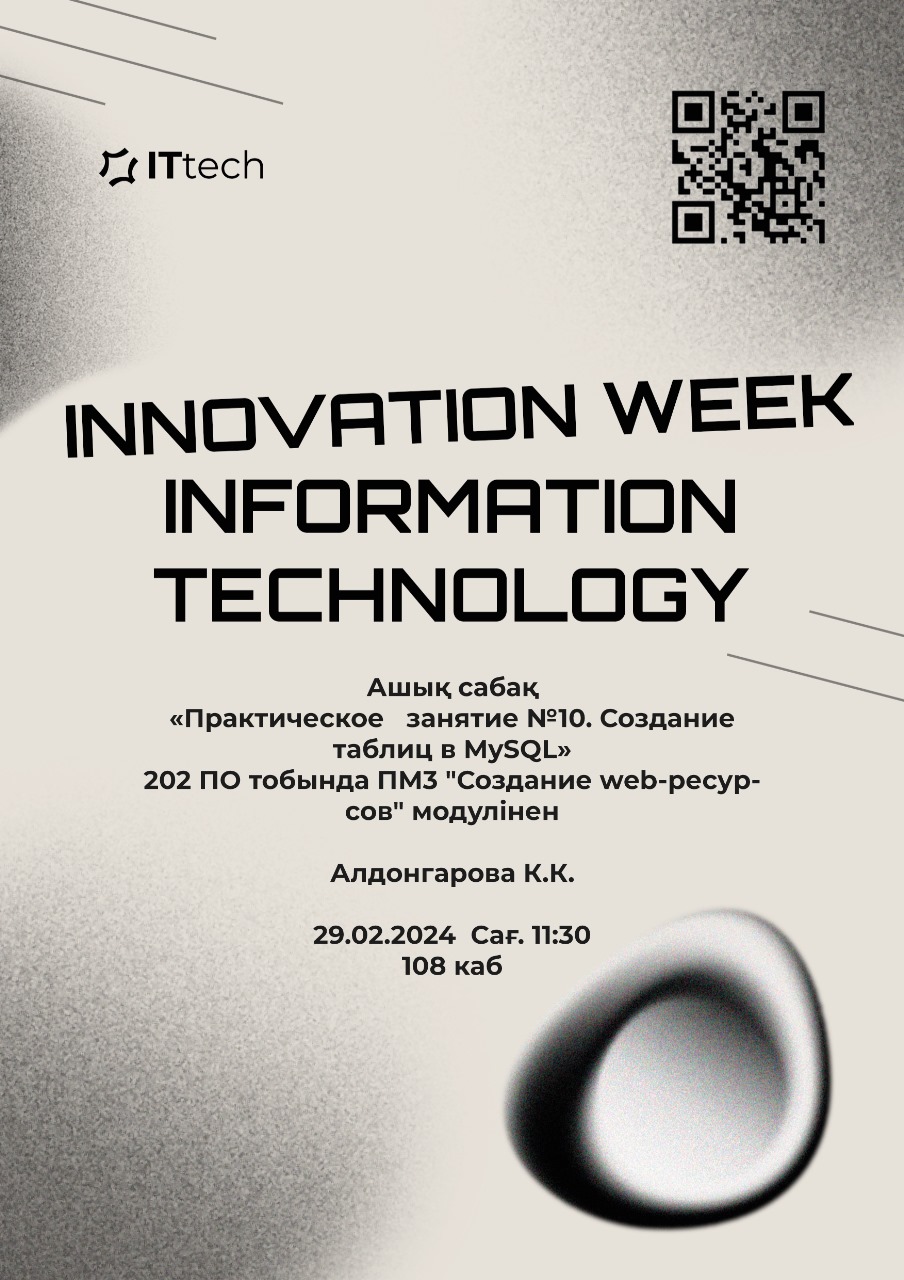 ITtech
INNOVATION WEEK
INFORMATION
TECHNOLOGY
Ашық сабақ
«Практическое занятие №10. Создание
таблиц в MySQL»
202 ПО тобында ПМ3 "Создание web-ресур-
сов" модулінен
Алдонгарова К.К.
29.02.2024 Сағ. 11:30
108 каб